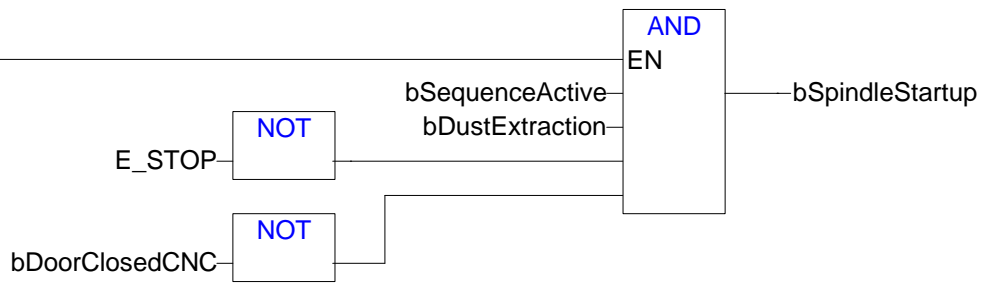 AND
EN
bSequenceActive
bSpindleStartup
bDustExtraction
NOT
E_STOP
NOT
bDoorClosedCNC